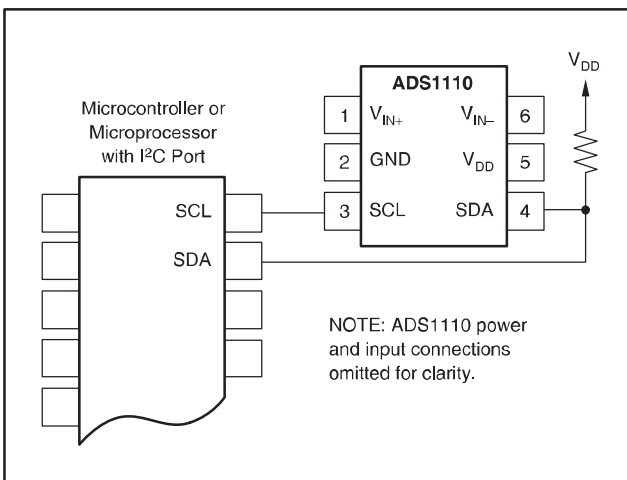 Microcontroller or
Microprocessor
with I²C Port
SCL
SDA
ADS1110
1 V_IN+ V_IN– 6
2 GND V_DD 5
3 SCL SDA 4
V_DD
NOTE: ADS1110 power
and input connections
omitted for clarity.